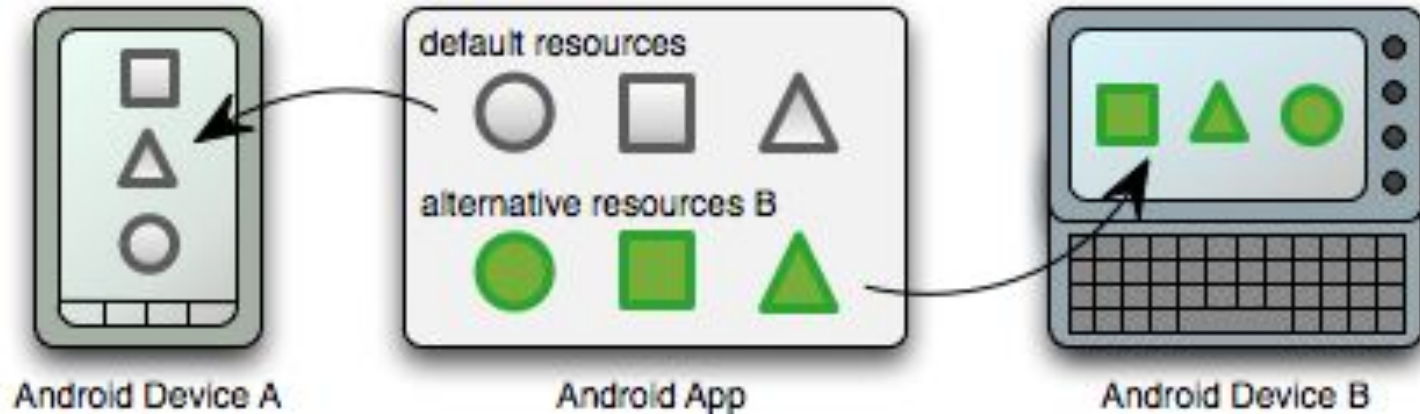 default resources
alternative resources B
Android Device A
Android App
Android Device B